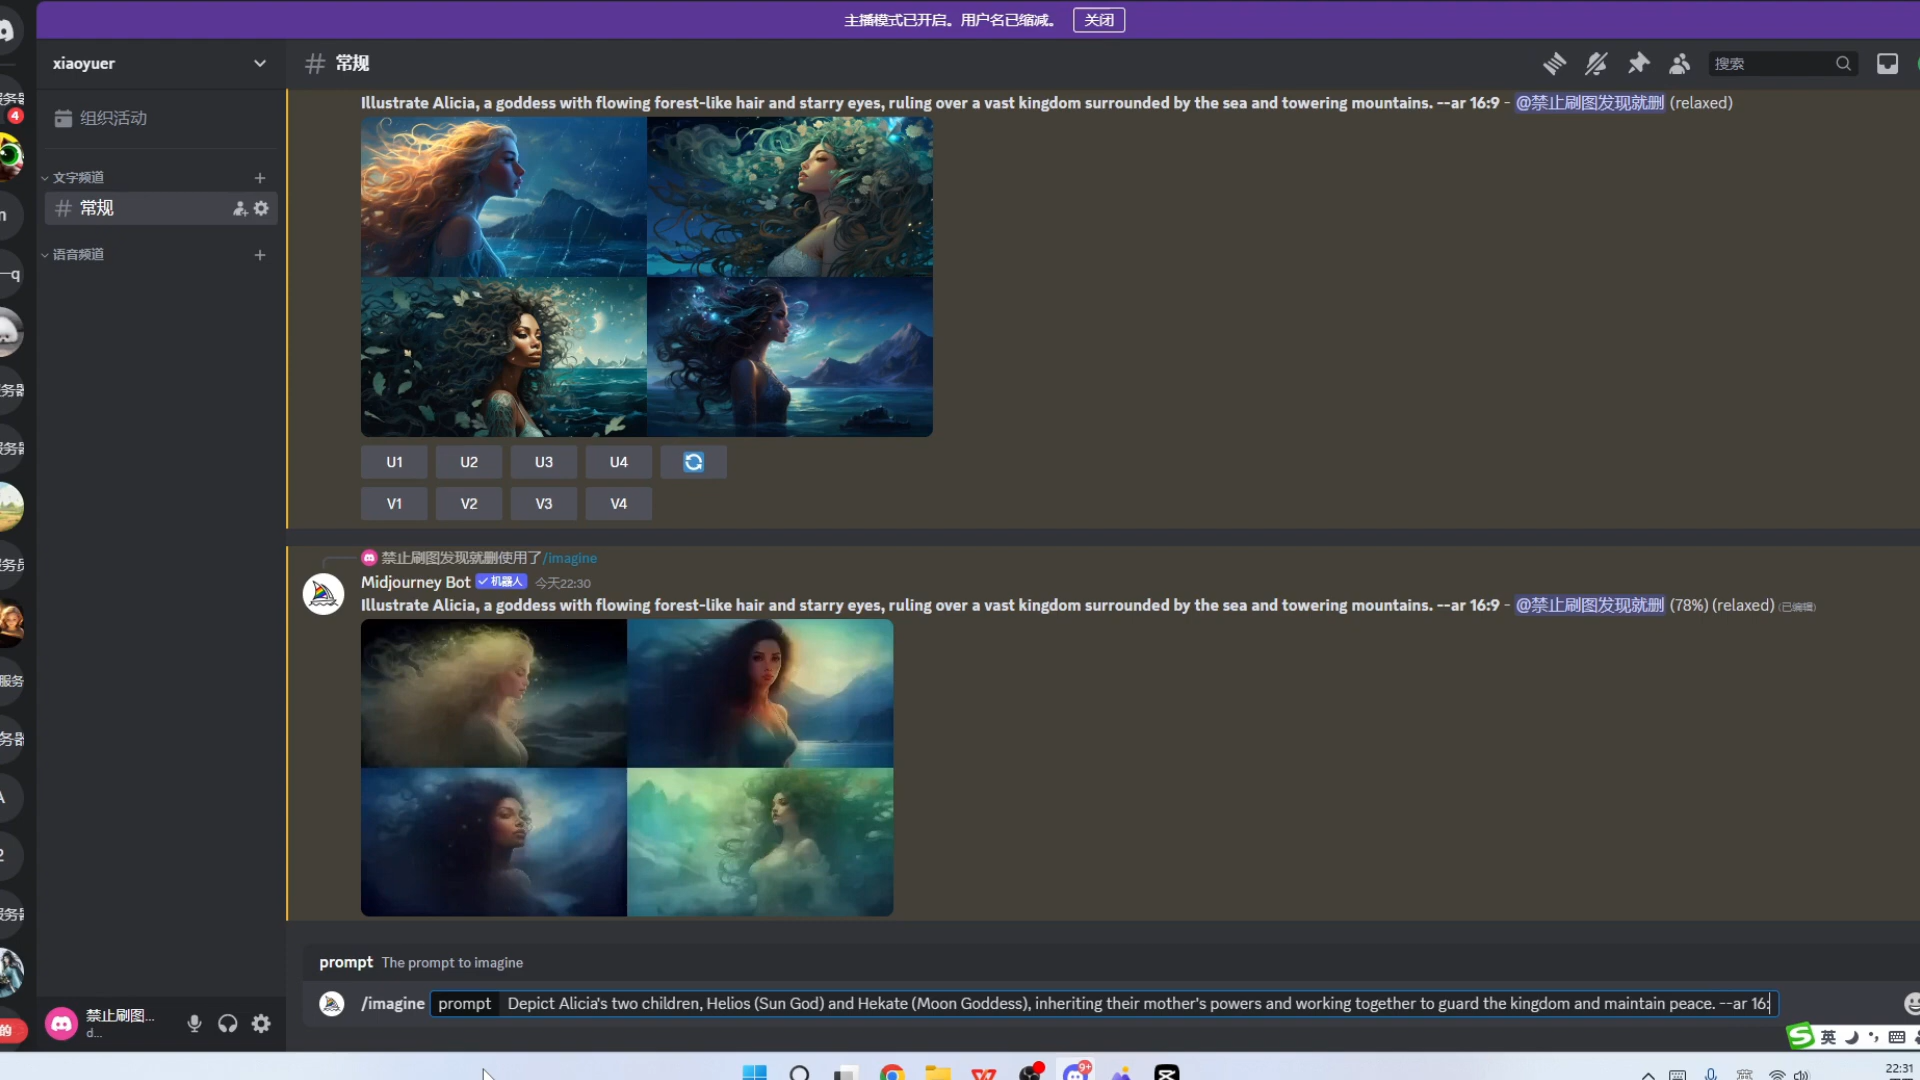 主播模式已开启。用户名已缩减。 关闭
xiaoyuer
常规
搜索
组织活动
文字频道
常规
语音频道
4
Illustrate Alicia, a goddess with flowing forest-like hair and starry eyes, ruling over a vast kingdom surrounded by the sea and towering mountains. --ar 16:9 - @禁止刷图发现就删 (relaxed)
U1 U2 U3 U4
V1 V2 V3 V4
禁止刷图发现就删使用了/imagine
Midjourney Bot 机器人 今天22:30
Illustrate Alicia, a goddess with flowing forest-like hair and starry eyes, ruling over a vast kingdom surrounded by the sea and towering mountains. --ar 16:9 - @禁止刷图发现就删 (78%) (relaxed) (已编辑)
prompt The prompt to imagine
/imagine prompt Depict Alicia's two children, Helios (Sun God) and Hekate (Moon Goddess), inheriting their mother's powers and working together to guard the kingdom and maintain peace. --ar 16:
禁止刷图...
d...
英
9+
22:31